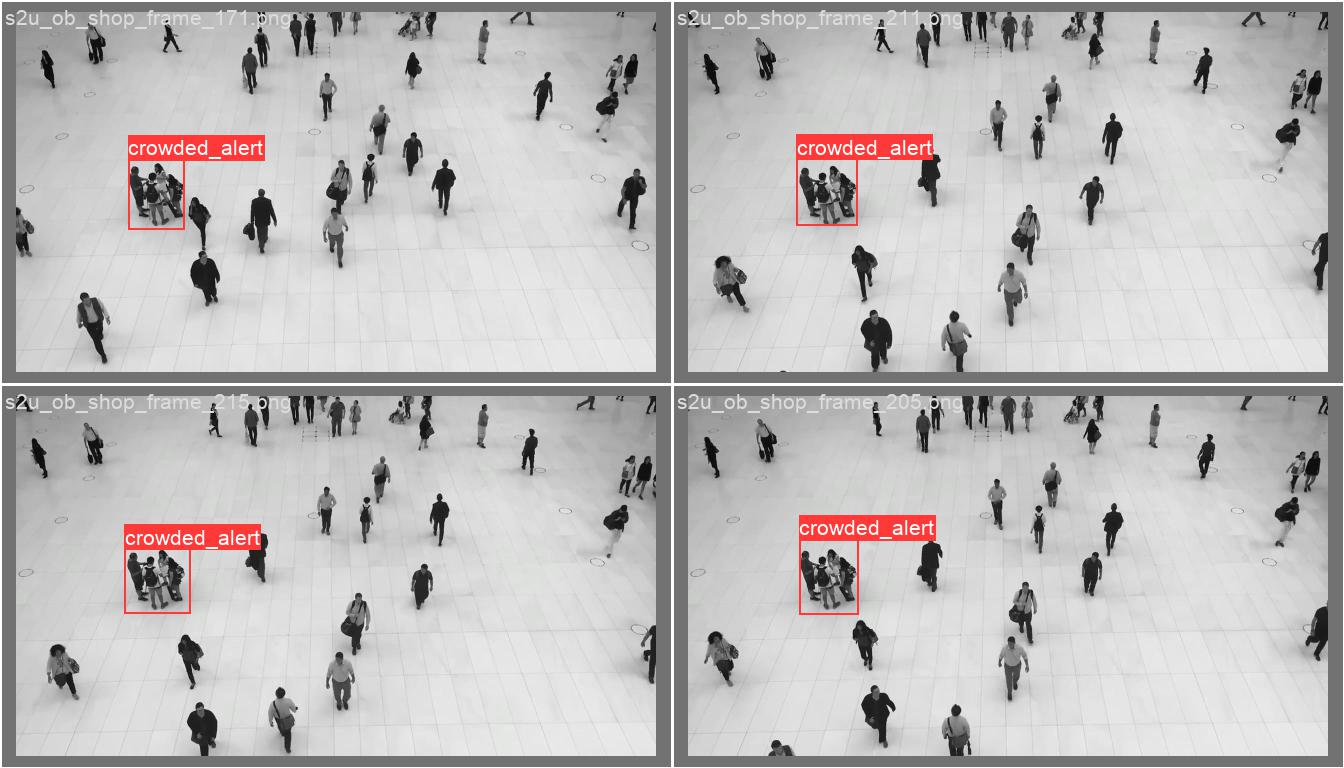 s2u_ob_shop_frame_171.png
crowded_alert
s2u_ob_shop_frame_211.png
crowded_alert
s2u_ob_shop_frame_215.png
crowded_alert
s2u_ob_shop_frame_205.png
crowded_alert